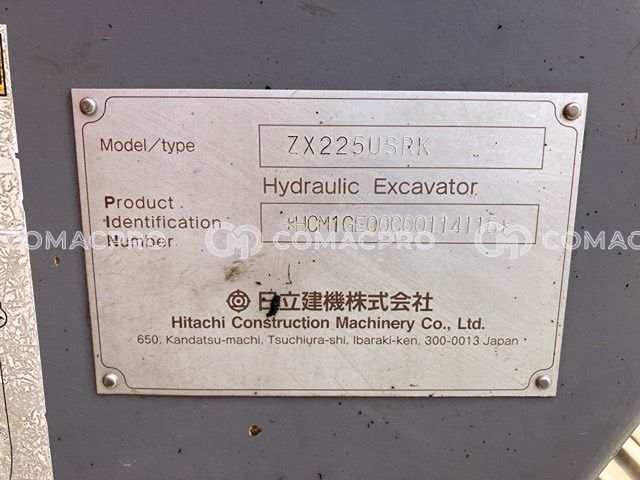 Model/type ZX225USRK
Hydraulic Excavator
Product
Identification
Number
COMACPRO COMACPRO COMACPRO
日立建機株式会社
Hitachi Construction Machinery Co., Ltd.
650, Kandatsu-machi, Tsuchiura-shi, Ibaraki-ken, 300-0013 Japan